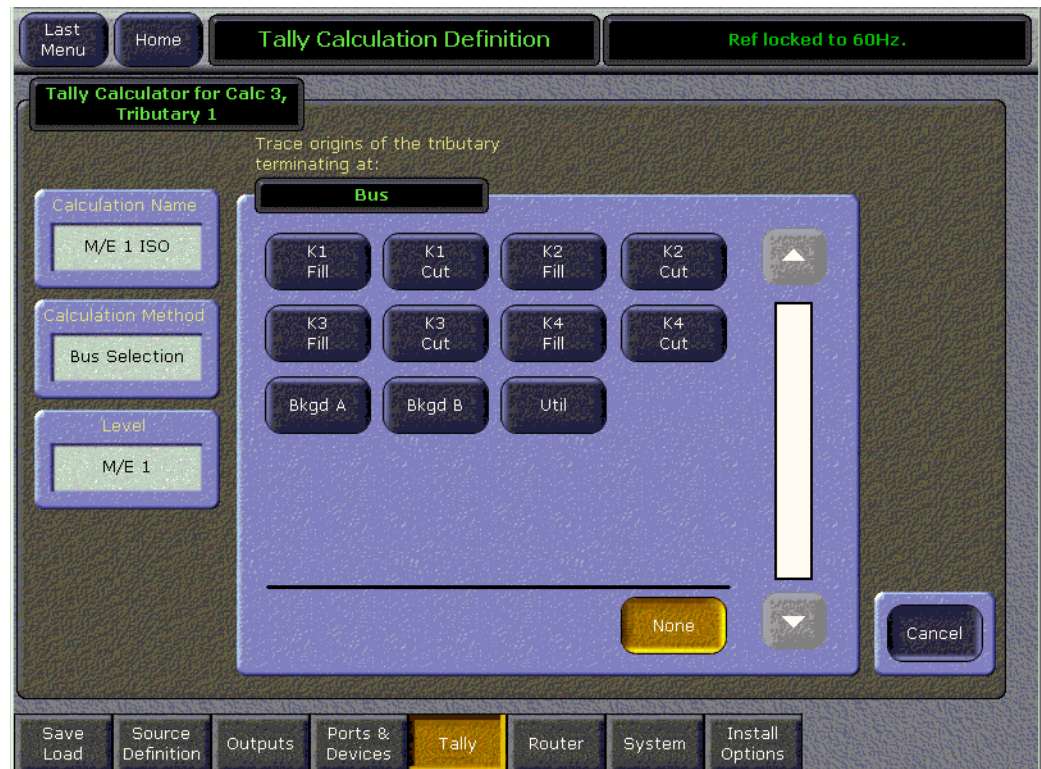 Last
Menu
Home
Tally Calculation Definition
Ref locked to 60Hz.
Tally Calculator for Calc 3,
Tributary 1
Trace origins of the tributary
terminating at:
Bus
Calculation Name
M/E 1 ISO
Calculation Method
Bus Selection
Level
M/E 1
K1
Fill
K1
Cut
K2
Fill
K2
Cut
K3
Fill
K3
Cut
K4
Fill
K4
Cut
Bkgd A
Bkgd B
Util
None
Cancel
Save
Load
Source
Definition
Outputs
Ports &
Devices
Tally
Router
System
Install
Options